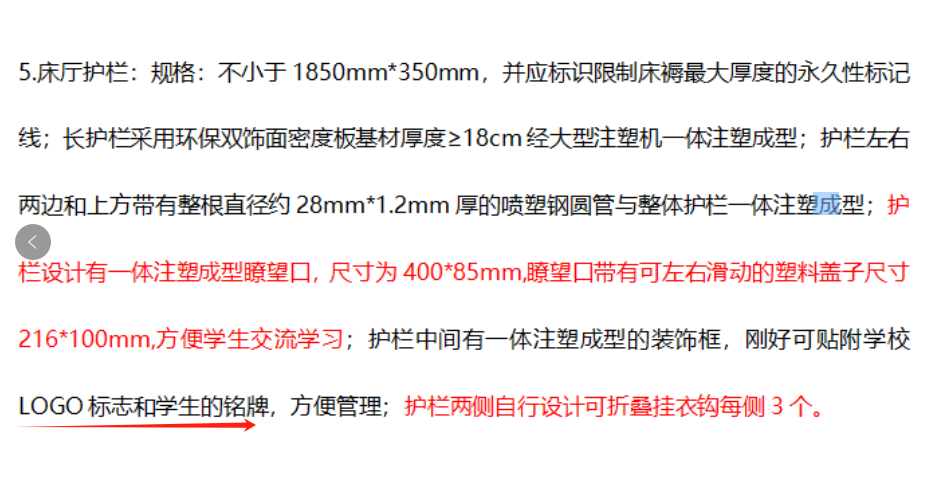 5.床厅护栏：规格：不小于 1850mm*350mm，并应标识限制床褥最大厚度的永久性标记
线；长护栏采用环保双饰面密度板基材厚度≥18cm 经大型注塑机一体注塑成型；护栏左右
两边和上方带有整根直径约 28mm*1.2mm 厚的喷塑钢圆管与整体护栏一体注塑成型；护
栏设计有一体注塑成型瞭望口，尺寸为 400*85mm,瞭望口带有可左右滑动的塑料盖子尺寸
216*100mm,方便学生交流学习；护栏中间有一体注塑成型的装饰框，刚好可贴附学校
LOGO 标志和学生的铭牌，方便管理；护栏两侧自行设计可折叠挂衣钩每侧 3 个。